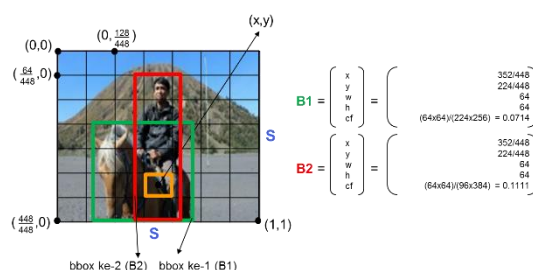 (x,y)
(0,0)
(0, 128/448)
(64/448 ,0)
S
S
(448/448 ,0)
(1,1)
bbox ke-2 (B2) bbox ke-1 (B1)
B1 = x = 352/448
y 224/448
w 64
h 64
cf (64x64)/(224x256) = 0.0714
B2 = x = 352/448
y 224/448
w 64
h 64
cf (64x64)/(96x384) = 0.1111